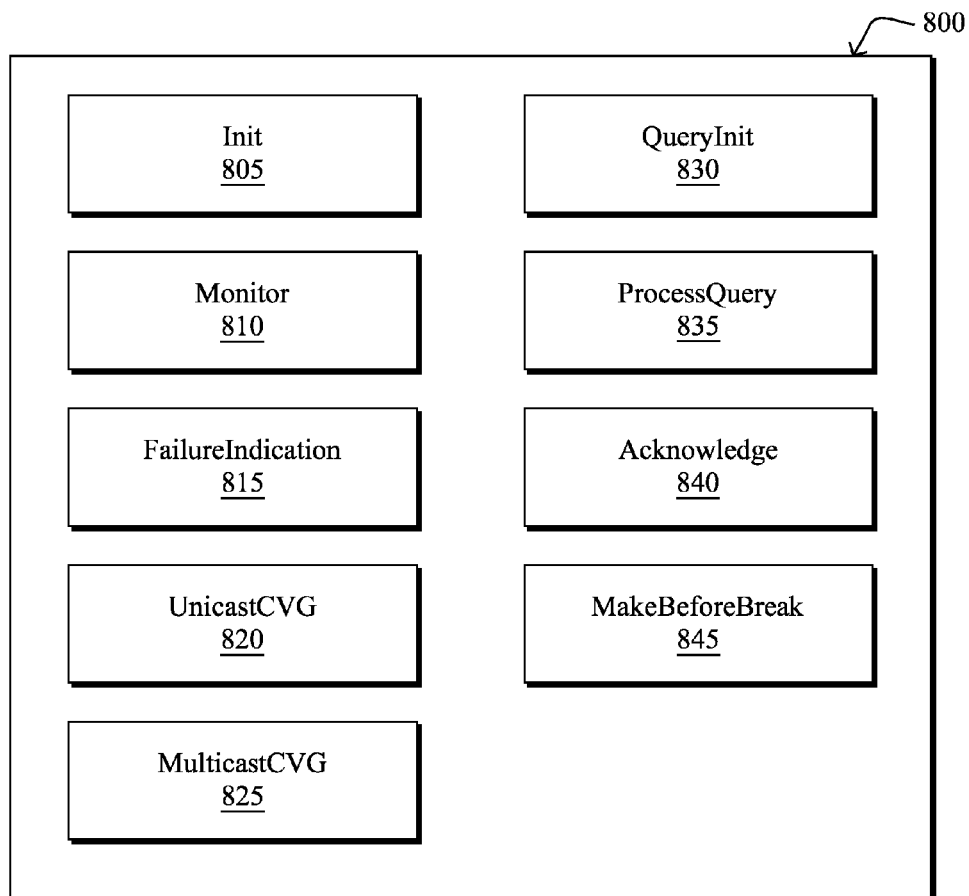 800
Init
805
Monitor
810
FailureIndication
815
UnicastCVG
820
MulticastCVG
825
QueryInit
830
ProcessQuery
835
Acknowledge
840
MakeBeforeBreak
845